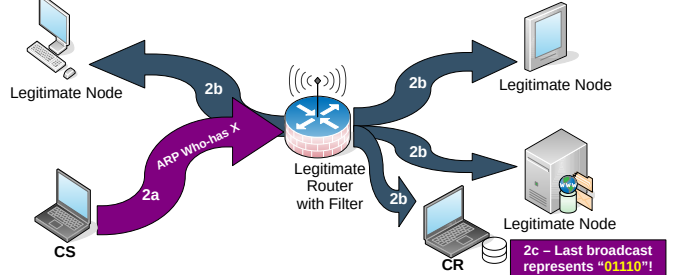 Legitimate Node
2b
2b
Legitimate Node
ARP Who-has X
2a
CS
Legitimate
Router
with Filter
2b
2b
Legitimate Node
CR
WWW
2c – Last broadcast
represents “01110”!